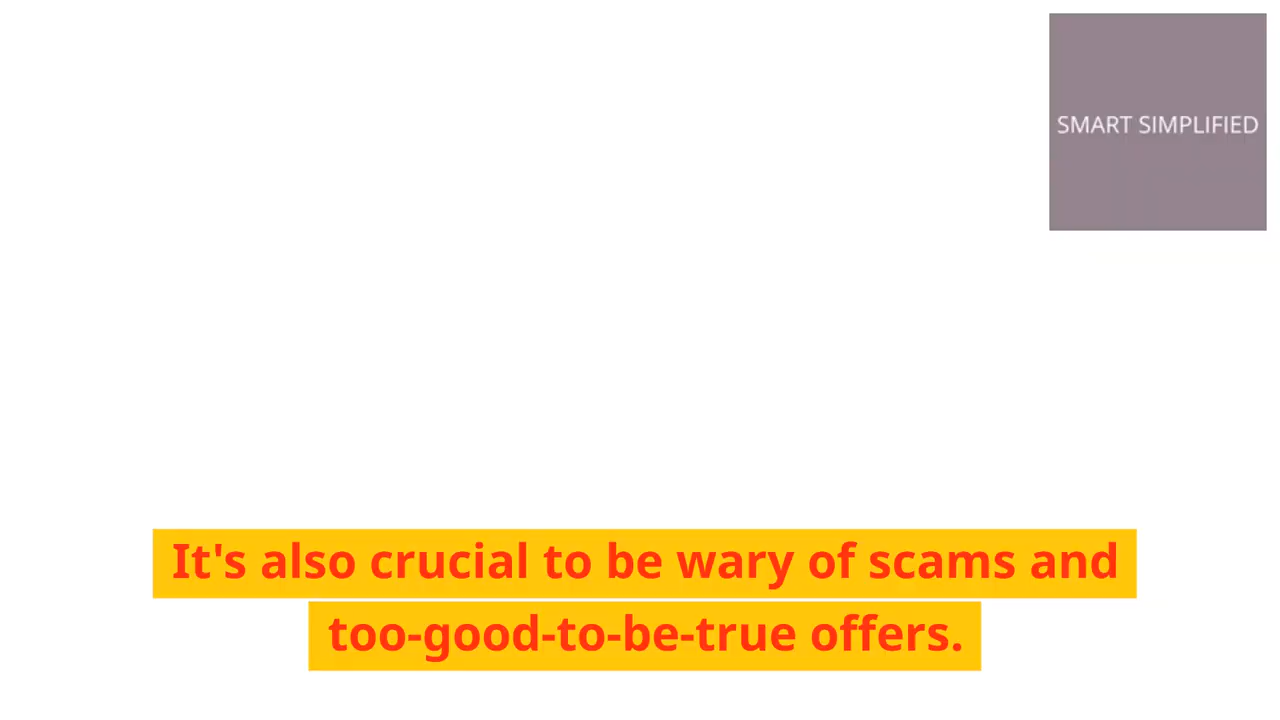 SMART SIMPLIFIED
It's also crucial to be wary of scams and
too-good-to-be-true offers.